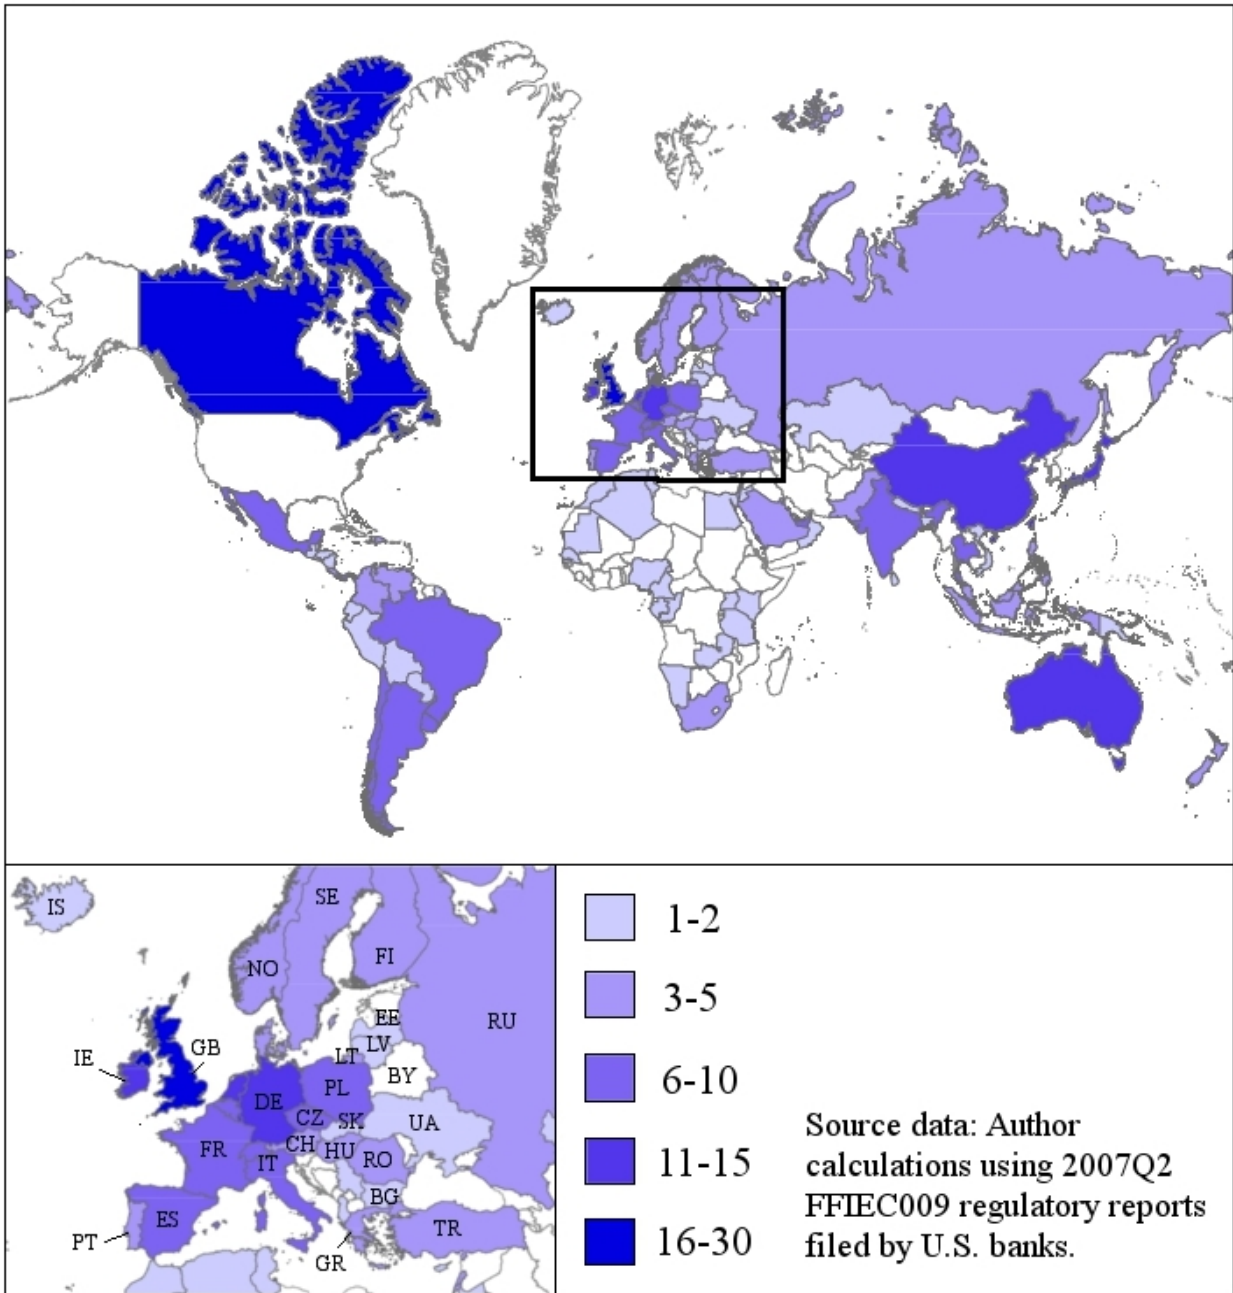 IS
SE
NO
FI
RU
EE
LV
LT
BY
IE
GB
DE
PL
CZ
SK
UA
FR
CH
HU
IT
RO
BG
ES
PT
GR
TR
1-2
3-5
6-10
11-15
16-30
Source data: Author
calculations using 2007Q2
FFIEC009 regulatory reports
filed by U.S. banks.